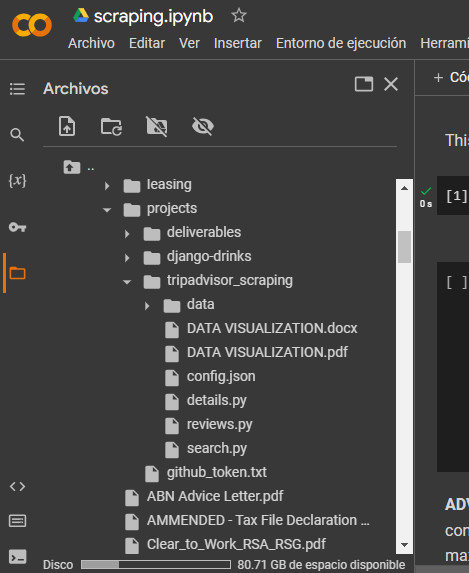 CO
scraping.ipynb
Archivo Editar Ver Insertar Entorno de ejecución Herrami
Archivos
+ Có
..
leasing
projects
deliverables
django-drinks
tripadvisor_scraping
data
DATA VISUALIZATION.docx
DATA VISUALIZATION.pdf
config.json
details.py
reviews.py
search.py
github_token.txt
ABN Advice Letter.pdf
AMMENDED - Tax File Declaration ...
Clear_to_Work_RSA_RSG.pdf
Disco 80.71 GB de espacio disponible
{x}
<>
This
[1]
0 s
[ ]
ADV
con
max